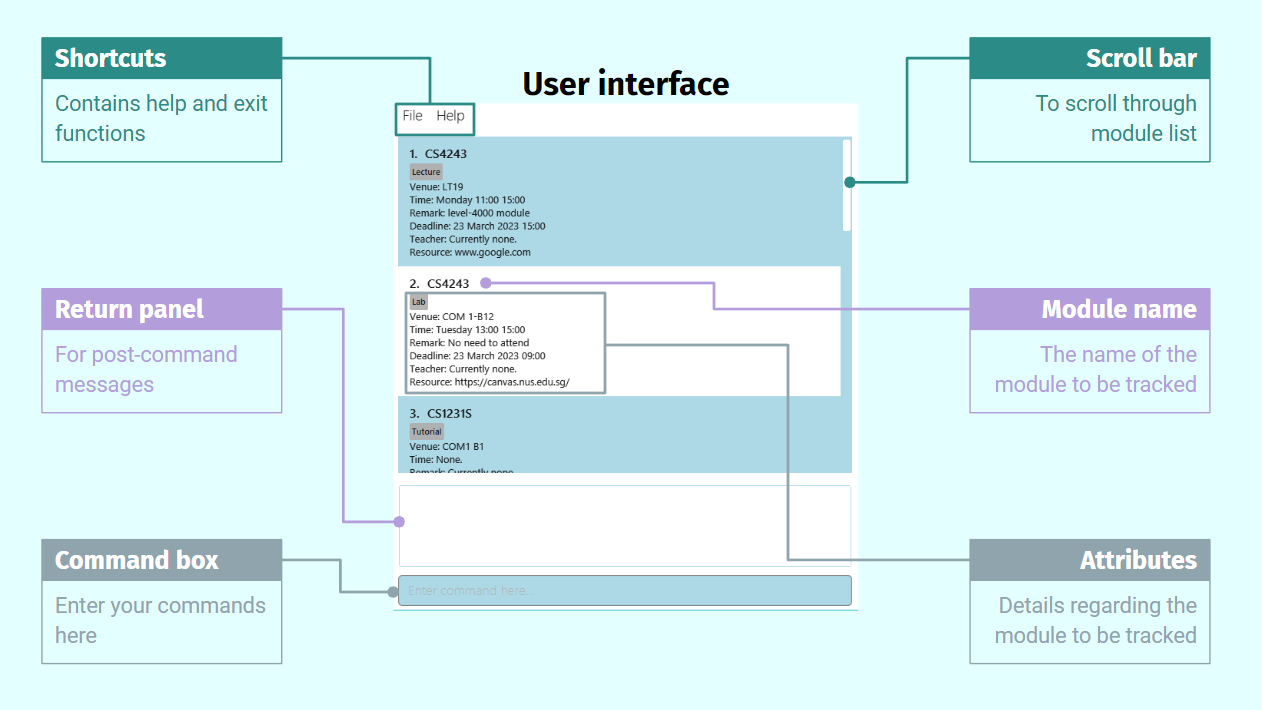 User interface
Shortcuts
Contains help and exit
functions
Return panel
For post-command
messages
Command box
Enter your commands
here
File Help
1. CS4243
Lecture
Venue: LT19
Time: Monday 11:00 15:00
Remark: level-4000 module
Deadline: 23 March 2023 15:00
Teacher: Currently none.
Resource: www.google.com
2. CS4243
Lab
Venue: COM 1-B12
Time: Tuesday 13:00 15:00
Remark: No need to attend
Deadline: 23 March 2023 09:00
Teacher: Currently none.
Resource: https://canvas.nus.edu.sg/
3. CS1231S
Tutorial
Venue: COM1 B1
Time: None.
Remark: Currently none
Enter command here...
Scroll bar
To scroll through
module list
Module name
The name of the
module to be tracked
Attributes
Details regarding the
module to be tracked